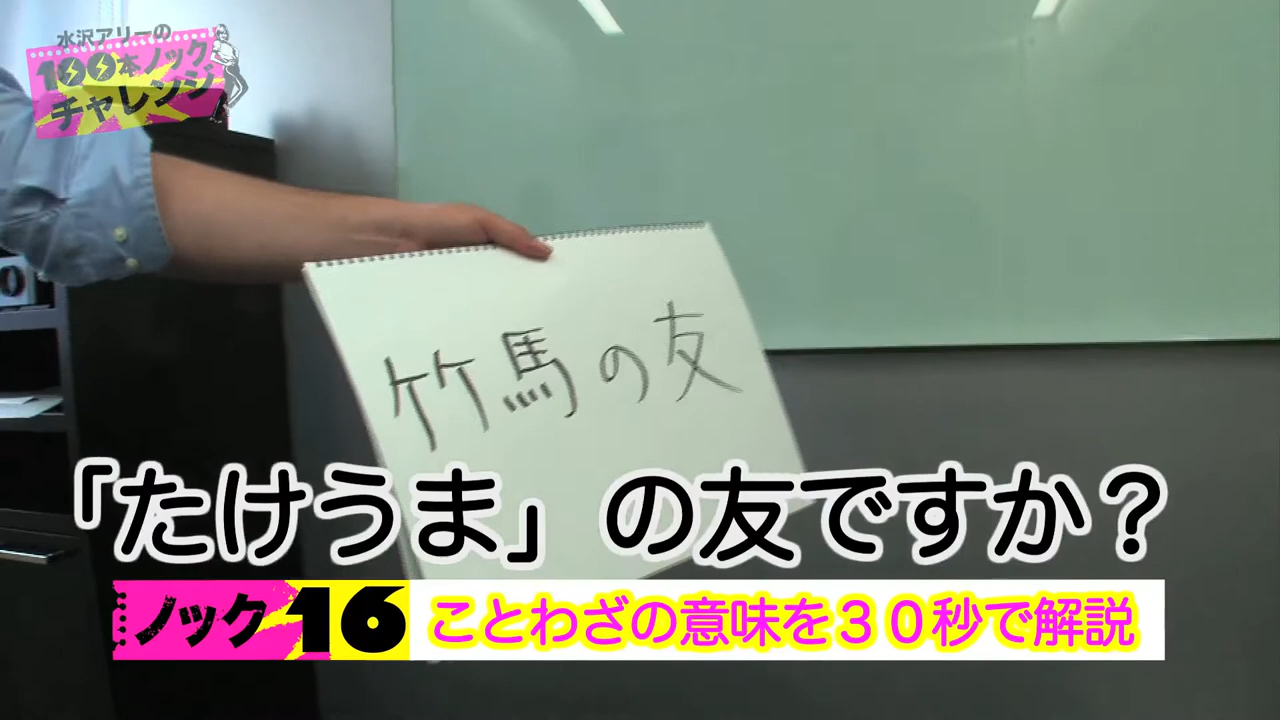 水沢アリーの
100本ノック
チャレンジ
竹馬の友
「たけうま」の友ですか？
ノック16 ことわざの意味を３０秒で解説